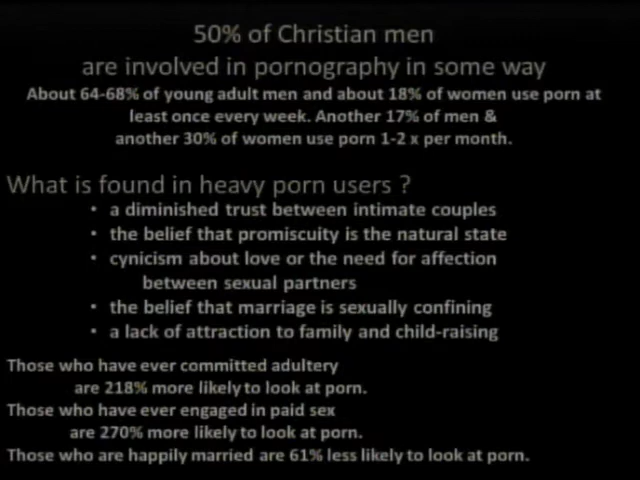 50% of Christian men
are involved in pornography in some way
About 64-68% of young adult men and about 18% of women use porn at
least once every week. Another 17% of men &
another 30% of women use porn 1-2 x per month.
What is found in heavy porn users ?
• a diminished trust between intimate couples
• the belief that promiscuity is the natural state
• cynicism about love or the need for affection
between sexual partners
• the belief that marriage is sexually confining
• a lack of attraction to family and child-raising
Those who have ever committed adultery
are 218% more likely to look at porn.
Those who have ever engaged in paid sex
are 270% more likely to look at porn.
Those who are happily married are 61% less likely to look at porn.